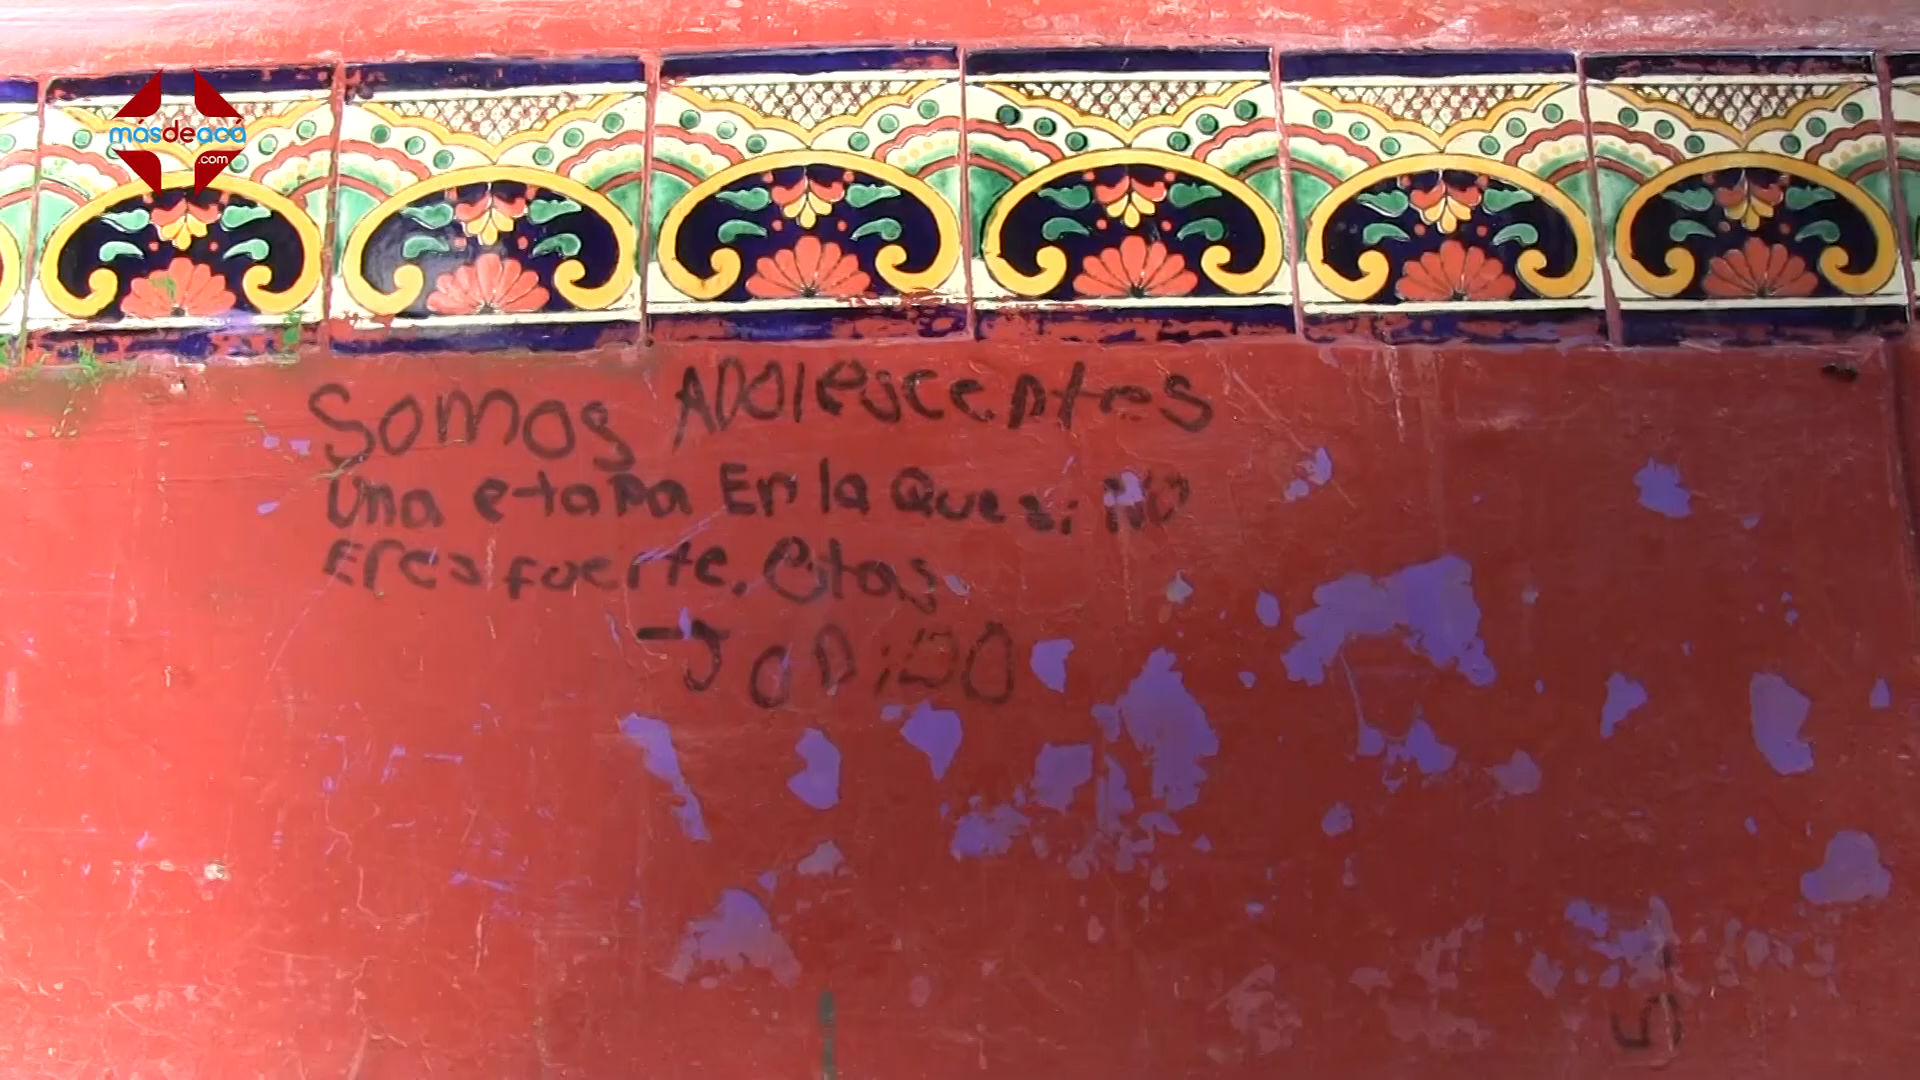 másdeacá
.com
Somos ADOlescentes
Una etapa En la Que si NO
Eres fuerte. Estas
JODiDO